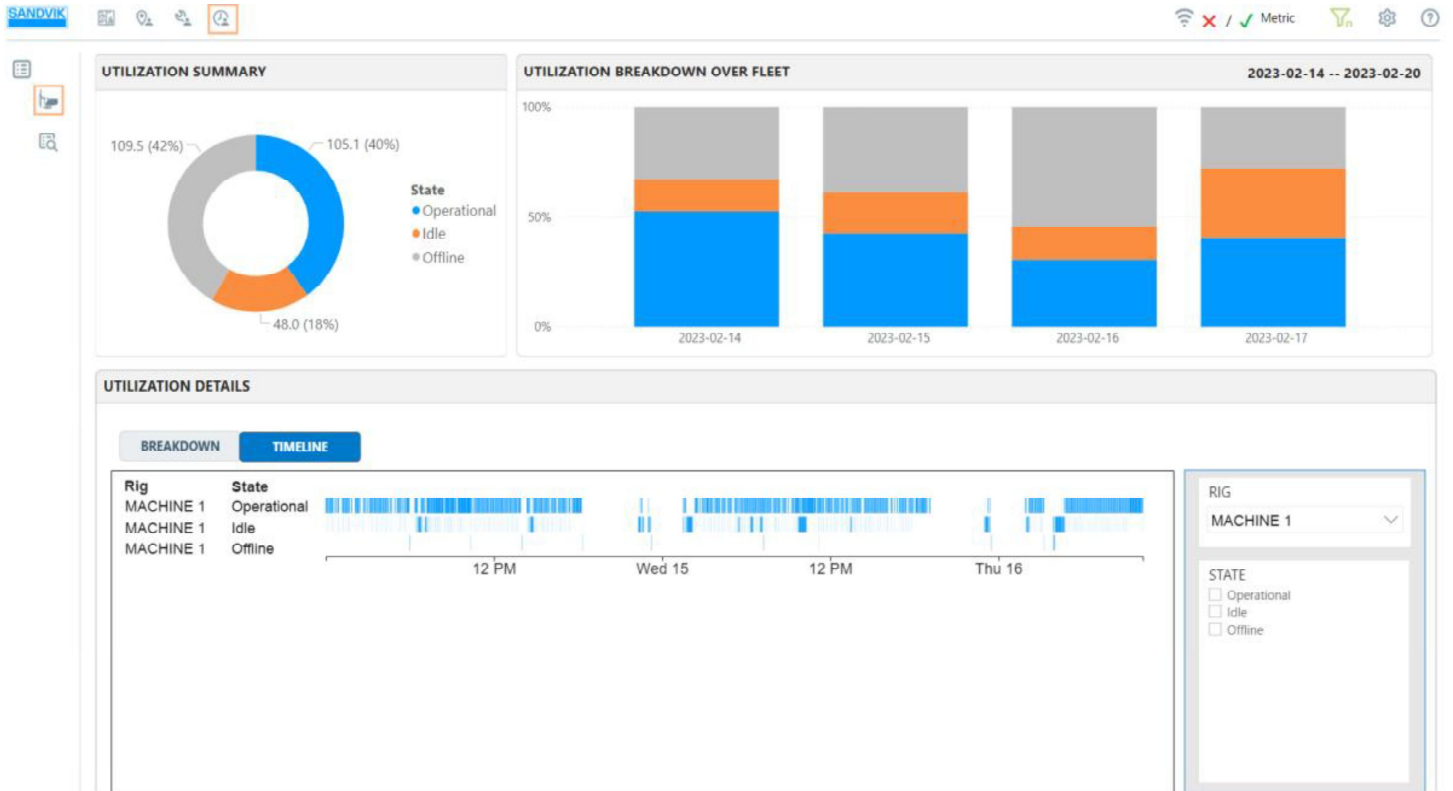 SANDVIK
/ Metric
UTILIZATION SUMMARY
109.5 (42%)
105.1 (40%)
State
Operational
Idle
Offline
48.0 (18%)
UTILIZATION BREAKDOWN OVER FLEET
2023-02-14 -- 2023-02-20
100%
50%
0%
2023-02-14
2023-02-15
2023-02-16
2023-02-17
UTILIZATION DETAILS
BREAKDOWN
TIMELINE
Rig State
MACHINE 1 Operational
MACHINE 1 Idle
MACHINE 1 Offline
12 PM
Wed 15
12 PM
Thu 16
RIG
MACHINE 1
STATE
Operational
Idle
Offline